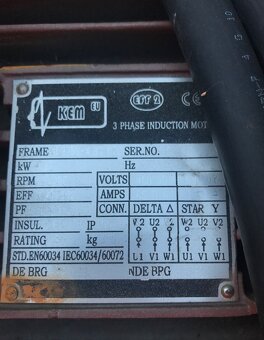 KEM EU EFF 2 CE
3 PHASE INDUCTION MOT
FRAME SER.NO.
kW Hz
RPM VOLTS
EFF AMPS
PF CONN. DELTA Δ STAR Y
INSUL. IP V2 U2 W2 U2 V2
RATING kg
STD.EN60034 IEC60034/60072 U1 V1 W1 U1 V1 W1
DE BRG NDE BPG